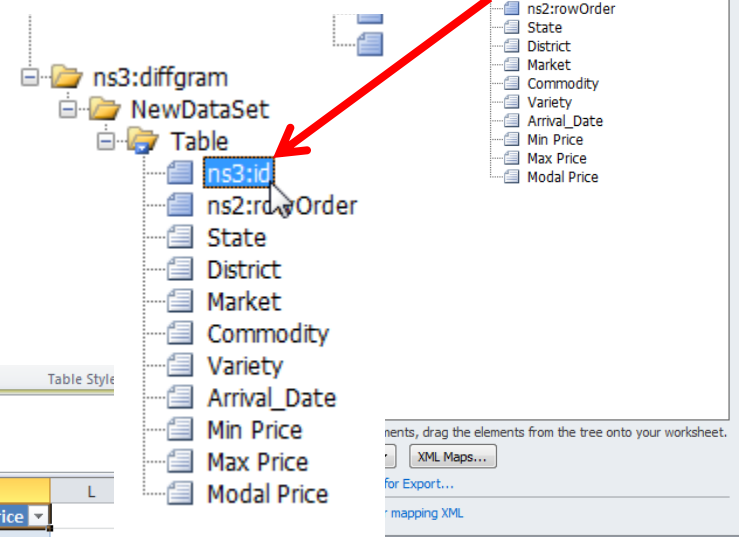 ns2:rowOrder
State
District
Market
Commodity
Variety
Arrival_Date
Min Price
Max Price
Modal Price
ns3:diffgram
NewDataSet
Table
ns3:id
ns2:rowOrder
State
District
Market
Commodity
Variety
Arrival_Date
Min Price
Max Price
Modal Price
Table Style
ments, drag the elements from the tree onto your worksheet.
XML Maps...
for Export...
mapping XML
L
rice